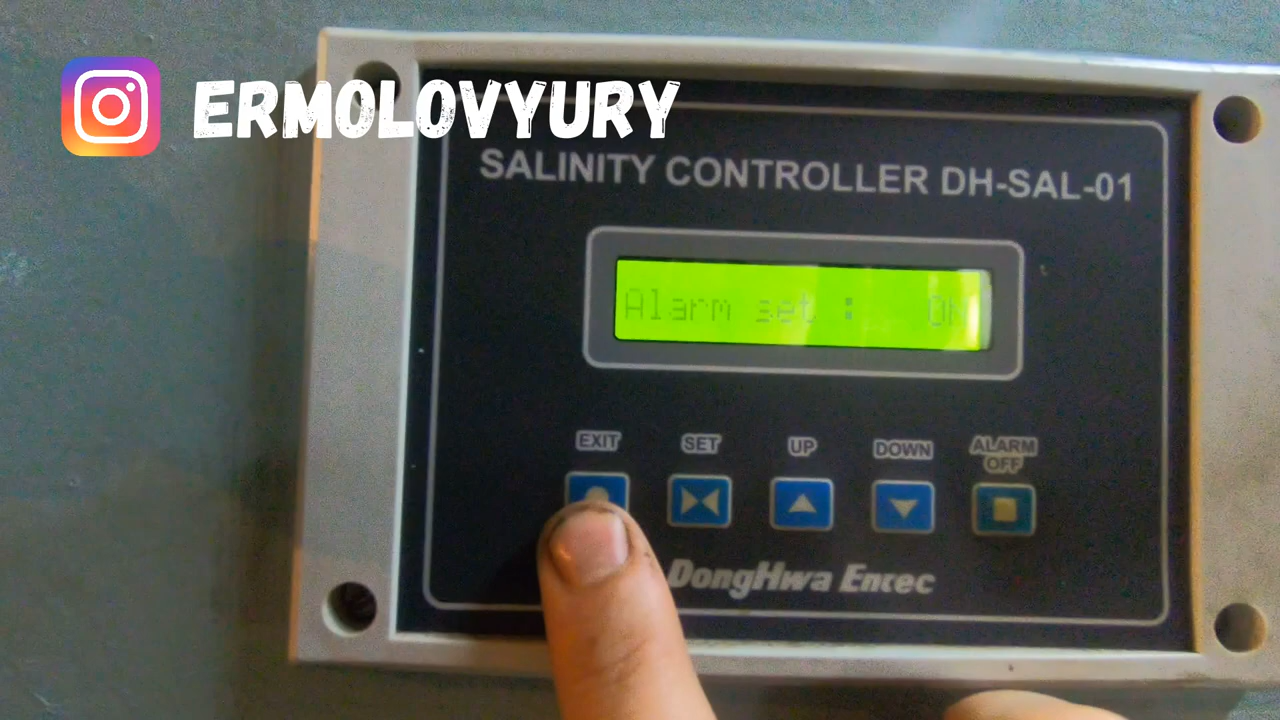 ERMOLOVYURY
SALINITY CONTROLLER DH-SAL-01
Alarm set : ON
EXIT SET UP DOWN ALARM OFF
DongHwa Entec